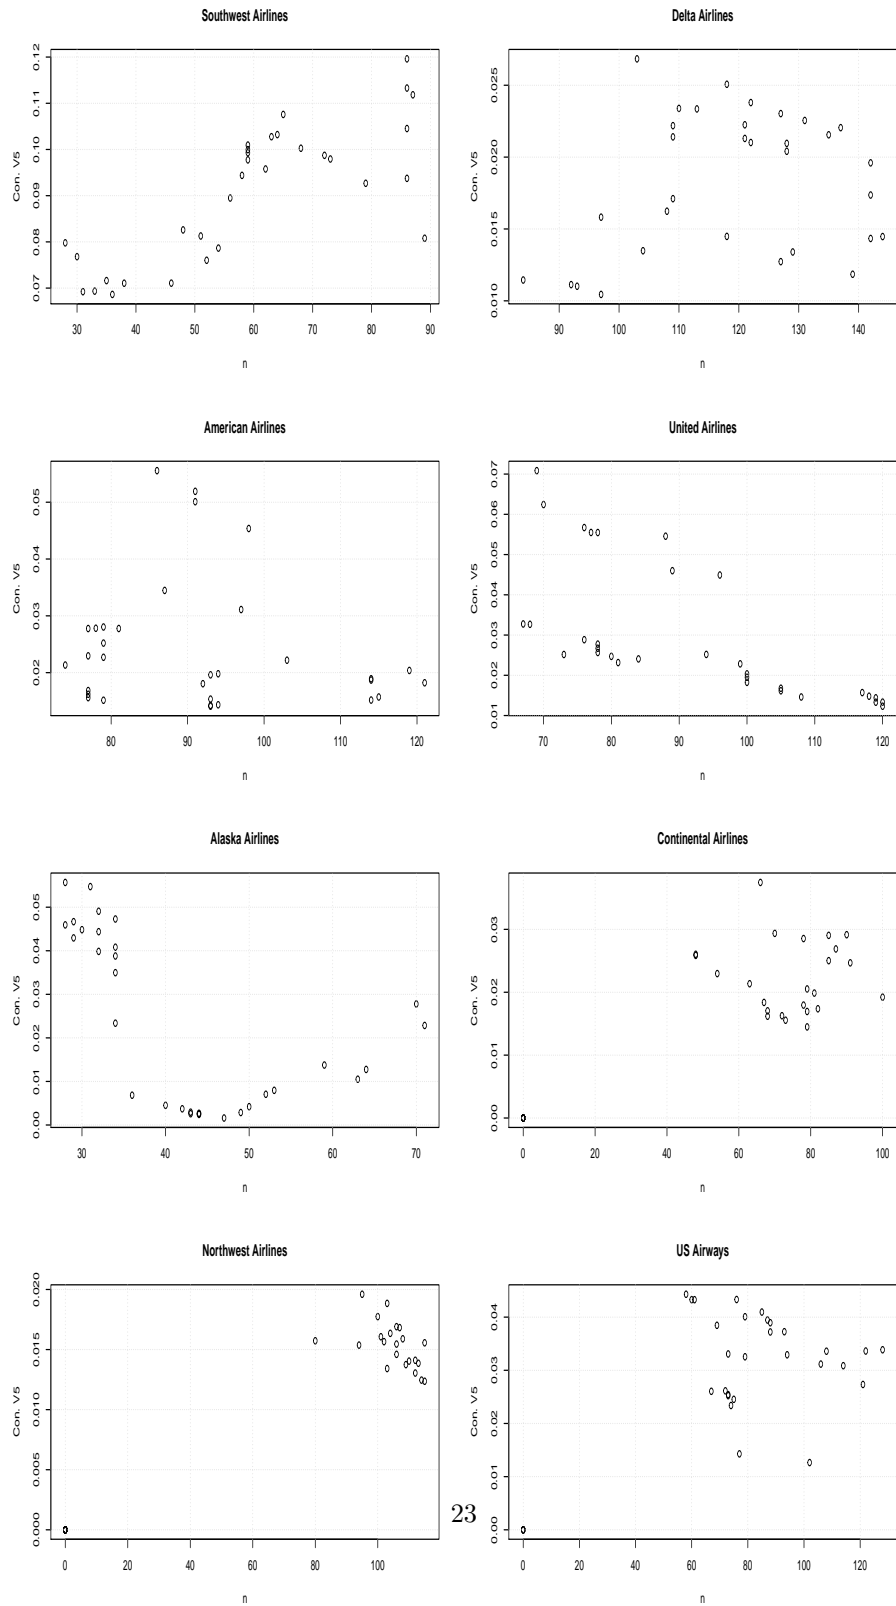 Southwest Airlines
Con. V5
0.07 0.08 0.09 0.10 0.11 0.12
30 40 50 60 70 80 90
n
Delta Airlines
Con. V5
0.010 0.015 0.020 0.025
90 100 110 120 130 140
n
American Airlines
Con. V5
0.02 0.03 0.04 0.05
80 90 100 110 120
n
United Airlines
Con. V5
0.01 0.02 0.03 0.04 0.05 0.06 0.07
70 80 90 100 110 120
n
Alaska Airlines
Con. V5
0.00 0.01 0.02 0.03 0.04 0.05
30 40 50 60 70
n
Continental Airlines
Con. V5
0.00 0.01 0.02 0.03
0 20 40 60 80 100
n
Northwest Airlines
Con. V5
0.000 0.005 0.010 0.015 0.020
0 20 40 60 80 100
n
US Airways
Con. V5
0.00 0.01 0.02 0.03 0.04
0 20 40 60 80 100 120
n
23